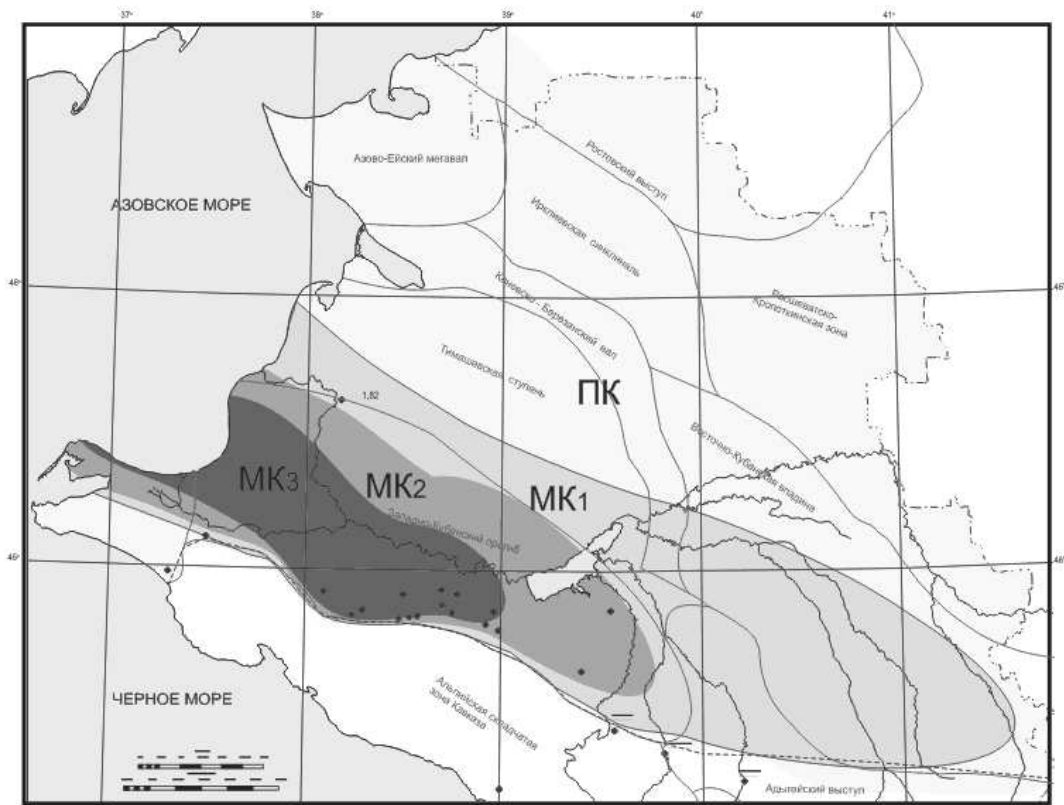 37°
38°
39°
40°
41°
Азово-Ейский мегавал
Ростовский выступ
АЗОВСКОЕ МОРЕ
Ирклиевская синклиналь
46°
46°
Каневско - Березанский вал
Расшеватско-
Кропоткинская зона
Тимашевская ступень
ПК
1,82
Восточно-Кубанская впадина
МК3
МК2
МК1
Западно-Кубанский прогиб
45°
45°
ЧЕРНОЕ МОРЕ
Альпийская складчатая
зона Кавказа
Адыгейский выступ